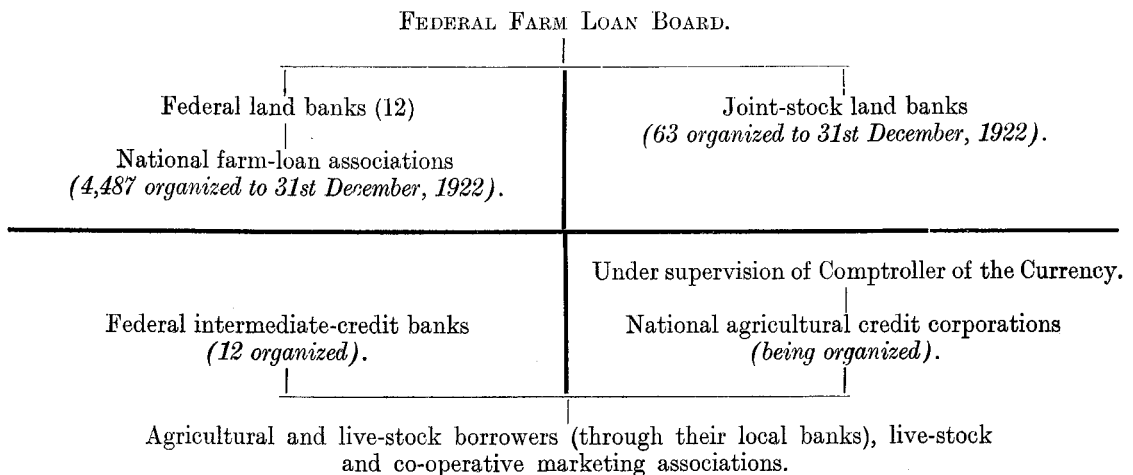 FEDERAL FARM LOAN BOARD.
Federal land banks (12)
National farm-loan associations
(4,487 organized to 31st December, 1922).
Joint-stock land banks
(63 organized to 31st December, 1922).
Federal intermediate-credit banks
(12 organized).
Under supervision of Comptroller of the Currency.
National agricultural credit corporations
(being organized).
Agricultural and live-stock borrowers (through their local banks), live-stock
and co-operative marketing associations.